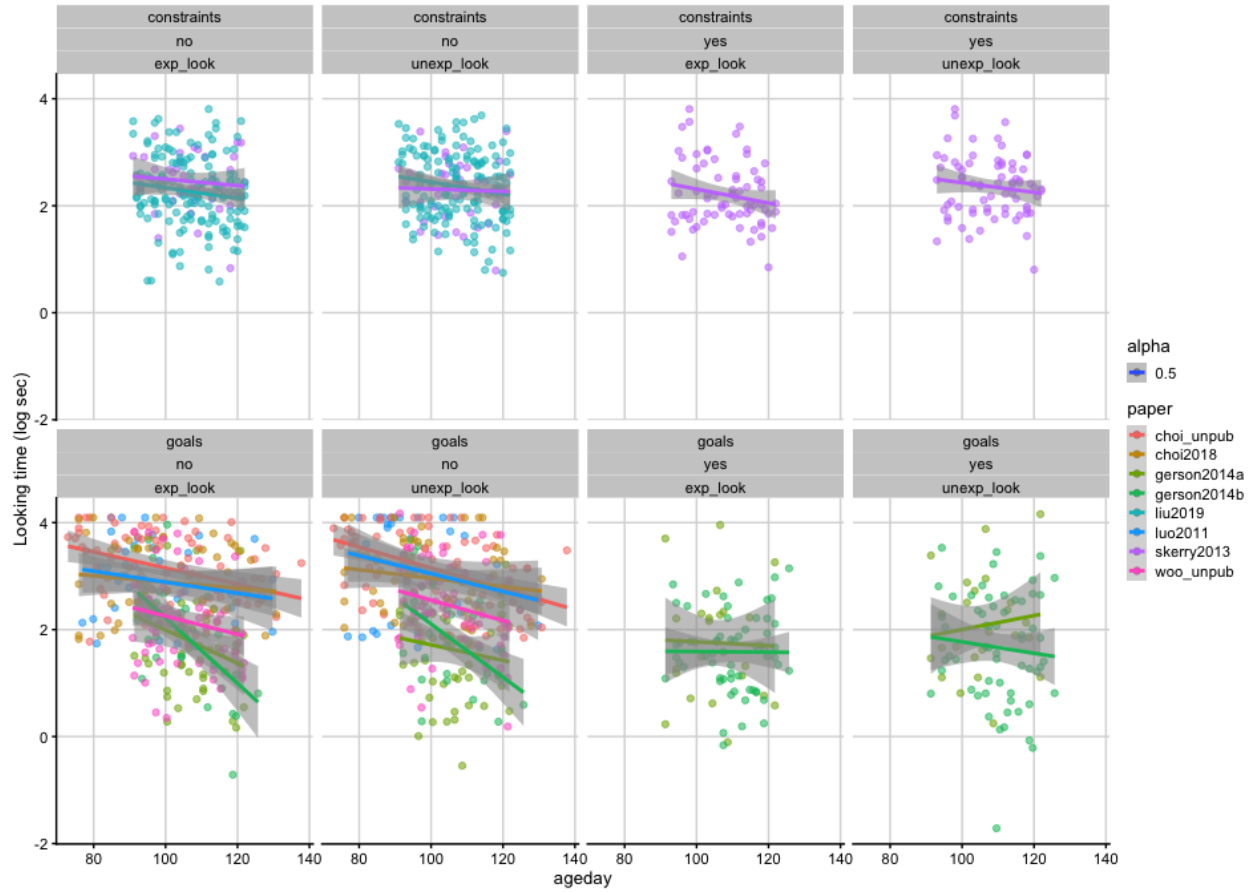 constraints constraints constraints constraints
no no yes yes
exp_look unexp_look exp_look unexp_look
4
2
0
-2
goals goals goals goals
no no yes yes
exp_look unexp_look exp_look unexp_look
4
2
0
-2
80 100 120 140 80 100 120 140 80 100 120 140 80 100 120 140
ageday
Looking time (log sec)
alpha
0.5
paper
choi_unpub
choi2018
gerson2014a
gerson2014b
liu2019
luo2011
skerry2013
woo_unpub